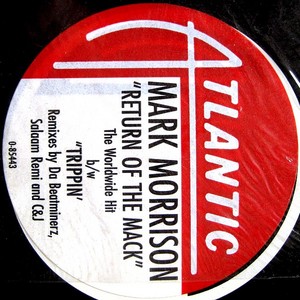 ATLANTIC
MARK MORRISON
"RETURN OF THE MACK"
The Worldwide Hit
b/w
"TRIPPIN'
Remixes by Da Beatminerz,
Salaam Remi and C&J
0-85443